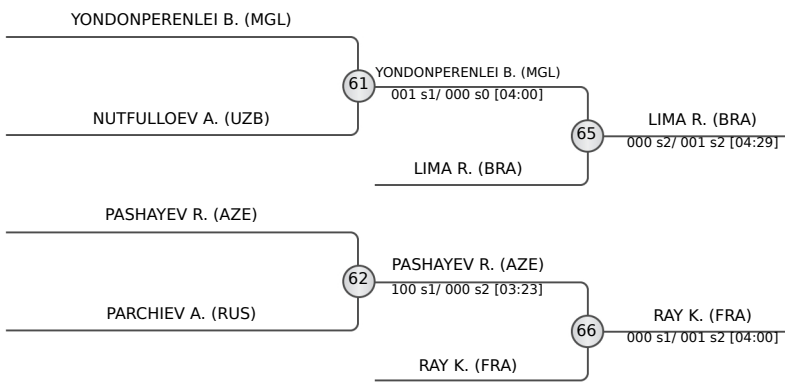 YONDONPERENLEI B. (MGL)
61
YONDONPERENLEI B. (MGL)
001 s1/ 000 s0 [04:00]
NUTFULLOEV A. (UZB)
65
LIMA R. (BRA)
000 s2/ 001 s2 [04:29]
LIMA R. (BRA)
PASHAYEV R. (AZE)
62
PASHAYEV R. (AZE)
100 s1/ 000 s2 [03:23]
PARCHIEV A. (RUS)
66
RAY K. (FRA)
000 s1/ 001 s2 [04:00]
RAY K. (FRA)